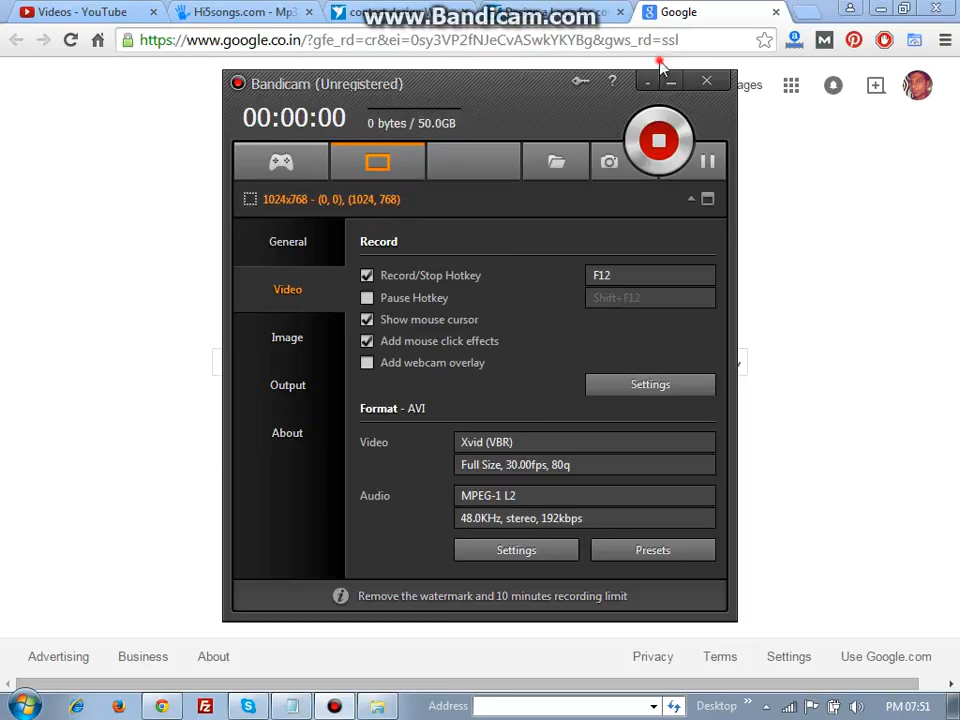 Videos - YouTube
Hi5songs.com - Mp3
www.Bandicam.com
Google
https://www.google.co.in/?gfe_rd=cr&ei=0sy3VP2fNJeCvASwkYKYBg&gws_rd=ssl
Bandicam (Unregistered)
ages
00:00:00
0 bytes / 50.0GB
1024x768 - (0, 0), (1024, 768)
General
Video
Image
Output
About
Record
Record/Stop Hotkey
F12
Pause Hotkey
Shift+F12
Show mouse cursor
Add mouse click effects
Add webcam overlay
Settings
Format - AVI
Video
Xvid (VBR)
Full Size, 30.00fps, 80q
Audio
MPEG-1 L2
48.0KHz, stereo, 192kbps
Settings
Presets
Remove the watermark and 10 minutes recording limit
Advertising
Business
About
Privacy
Terms
Settings
Use Google.com
Address
Desktop
PM 07:51